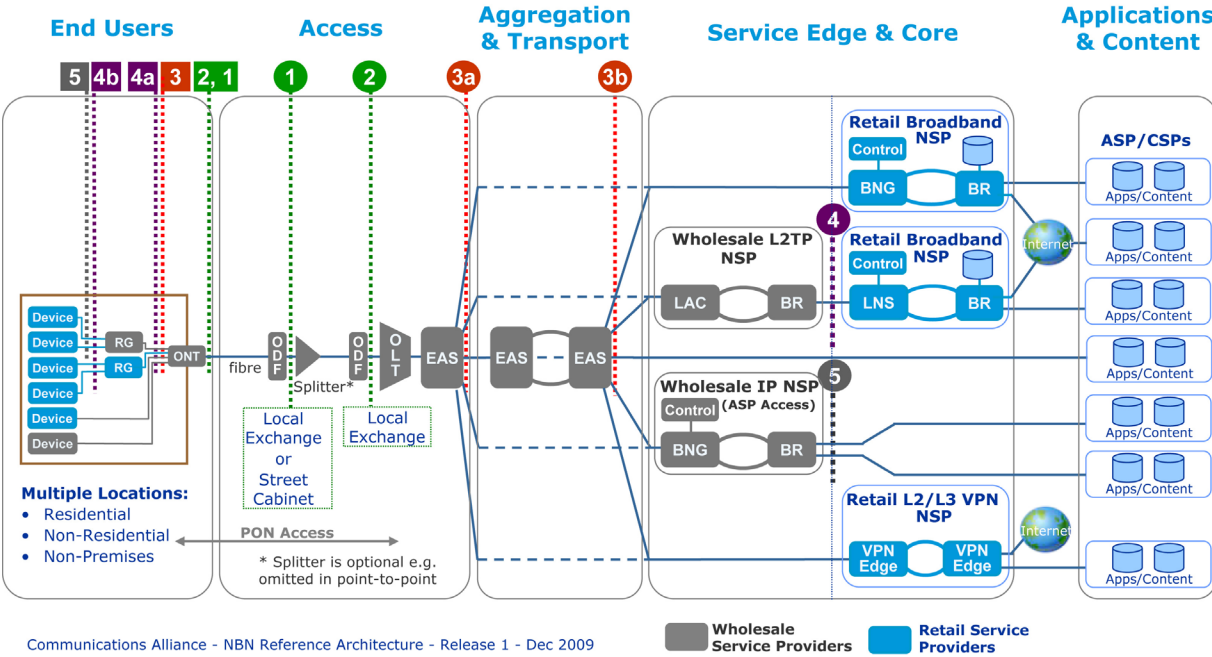 End Users
Access
Aggregation
& Transport
Service Edge & Core
Applications
& Content
5
4b
4a
3
2, 1
1
2
3a
3b
Retail Broadband
NSP
Control
BNG
BR
ASP/CSPs
Apps/Content
4
Wholesale L2TP
NSP
LAC
BR
Retail Broadband
NSP
Control
LNS
BR
Internet
Apps/Content
Apps/Content
Device
Device
Device
Device
Device
Device
RG
RG
ONT
fibre
ODF
Splitter*
ODF
OLT
EAS
EAS
EAS
Apps/Content
Local
Exchange
or
Street
Cabinet
Local
Exchange
5
Wholesale IP NSP
(ASP Access)
Control
BNG
BR
Apps/Content
Apps/Content
Multiple Locations:
• Residential
• Non-Residential
• Non-Premises
PON Access
* Splitter is optional e.g.
omitted in point-to-point
Retail L2/L3 VPN
NSP
VPN
Edge
VPN
Edge
Internet
Apps/Content
Communications Alliance - NBN Reference Architecture - Release 1 - Dec 2009
Wholesale
Service Providers
Retail Service
Providers